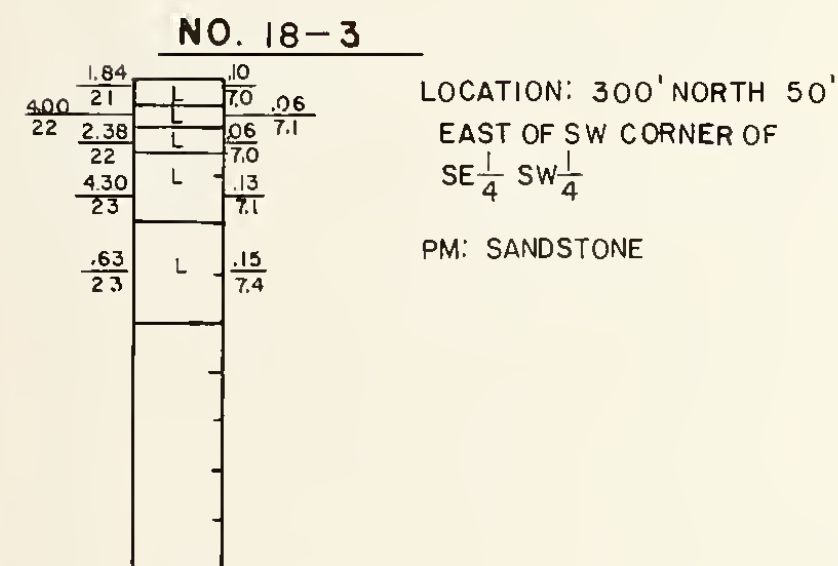 NO. 18-3
1.84
21
L
.10
7.0
4.00
22
L
.06
7.1
2.38
22
L
.06
7.0
4.30
23
L
.13
7.1
.63
23
L
.15
7.4
LOCATION: 300' NORTH 50'
EAST OF SW CORNER OF
SE 1/4 SW 1/4
PM: SANDSTONE